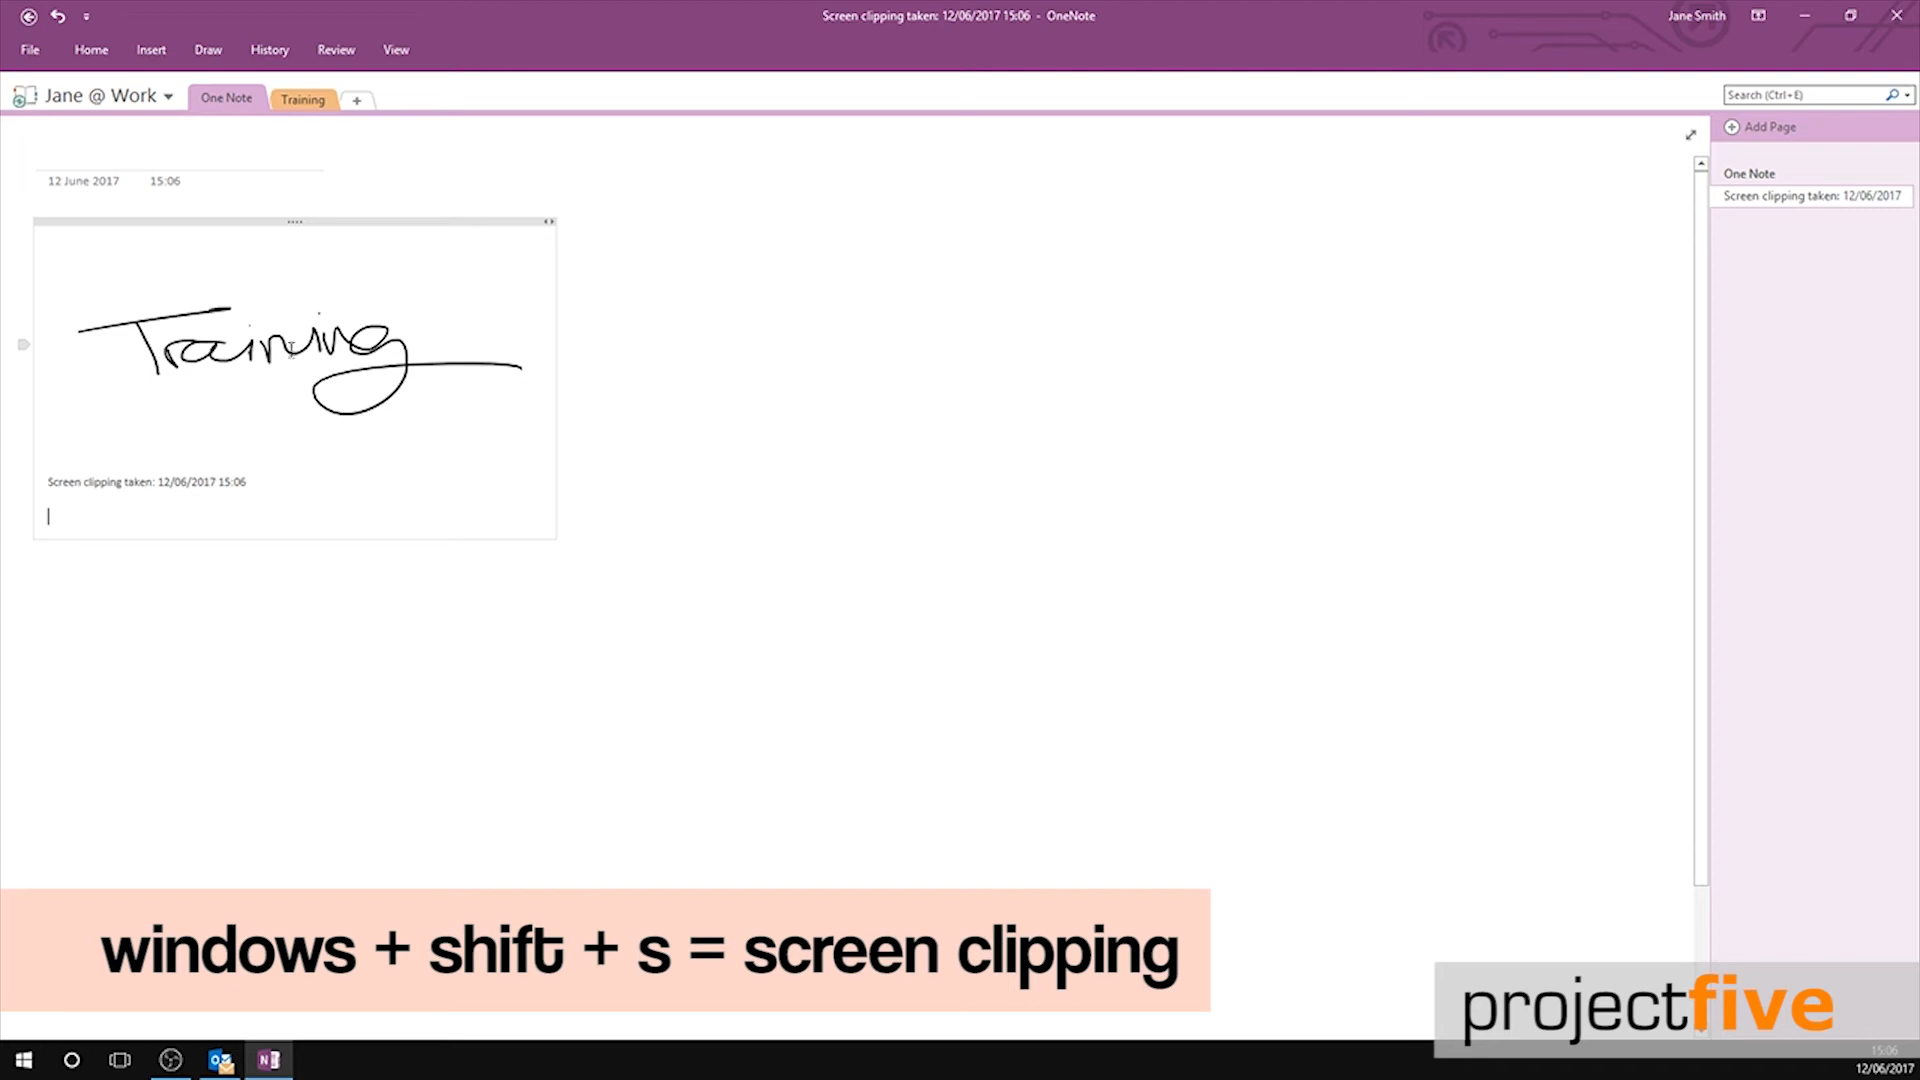 Screen clipping taken: 12/06/2017 15:06 - OneNote
Jane Smith
File Home Insert Draw History Review View
Jane @ Work
One Note
Training
Search (Ctrl+E)
Add Page
12 June 2017 15:06
One Note
Screen clipping taken: 12/06/2017
Training
Screen clipping taken: 12/06/2017 15:06
windows + shift + s = screen clipping
projectfive
15:06
12/06/2017